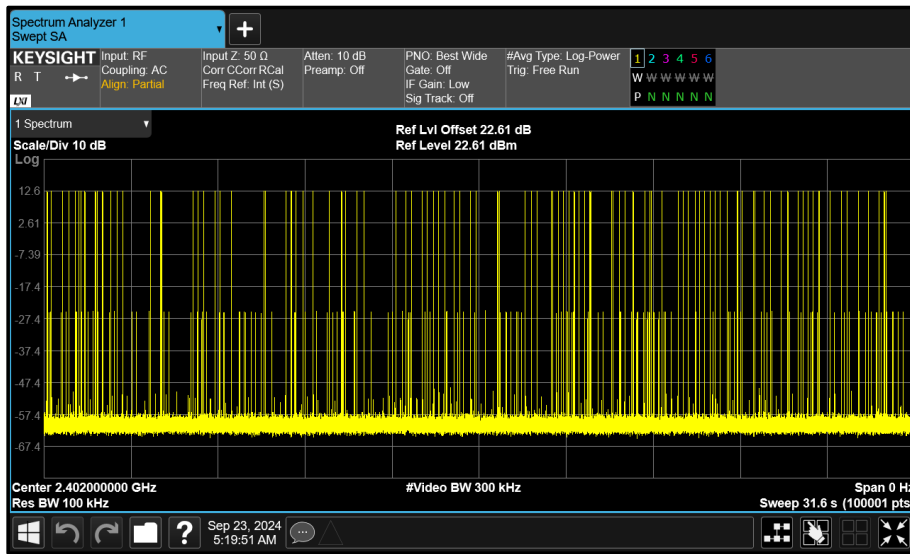 Spectrum Analyzer 1
Swept SA
+
KEYSIGHT
R T
LXI
Input: RF
Coupling: AC
Align: Partial
Input Z: 50 Ω
Corr CCorr RCal
Freq Ref: Int (S)
Atten: 10 dB
Preamp: Off
PNO: Best Wide
Gate: Off
IF Gain: Low
Sig Track: Off
#Avg Type: Log-Power
Trig: Free Run
1 2 3 4 5 6
W W W W W W
P N N N N N
1 Spectrum
Scale/Div 10 dB
Ref Lvl Offset 22.61 dB
Ref Level 22.61 dBm
Log
12.6
2.61
-7.39
-17.4
-27.4
-37.4
-47.4
-57.4
-67.4
Center 2.402000000 GHz
#Video BW 300 kHz
Span 0 Hz
Res BW 100 kHz
Sweep 31.6 s (100001 pts
?
Sep 23, 2024
5:19:51 AM